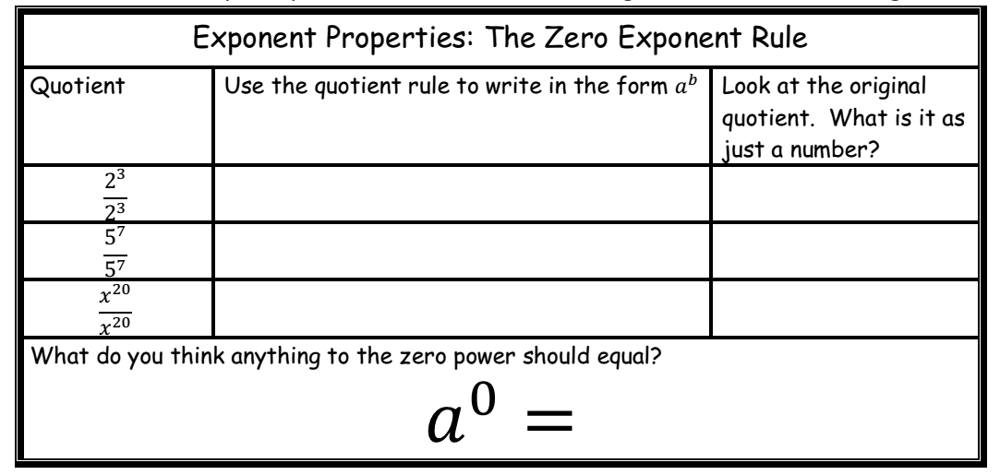 Exponent Properties: The Zero Exponent Rule
Quotient
Use the quotient rule to write in the form $a^b$
Look at the original
quotient. What is it as
just a number?
$\frac{2^3}{2^3}$
$\frac{5^7}{5^7}$
$\frac{x^{20}}{x^{20}}$
What do you think anything to the zero power should equal?
$a^0 =$